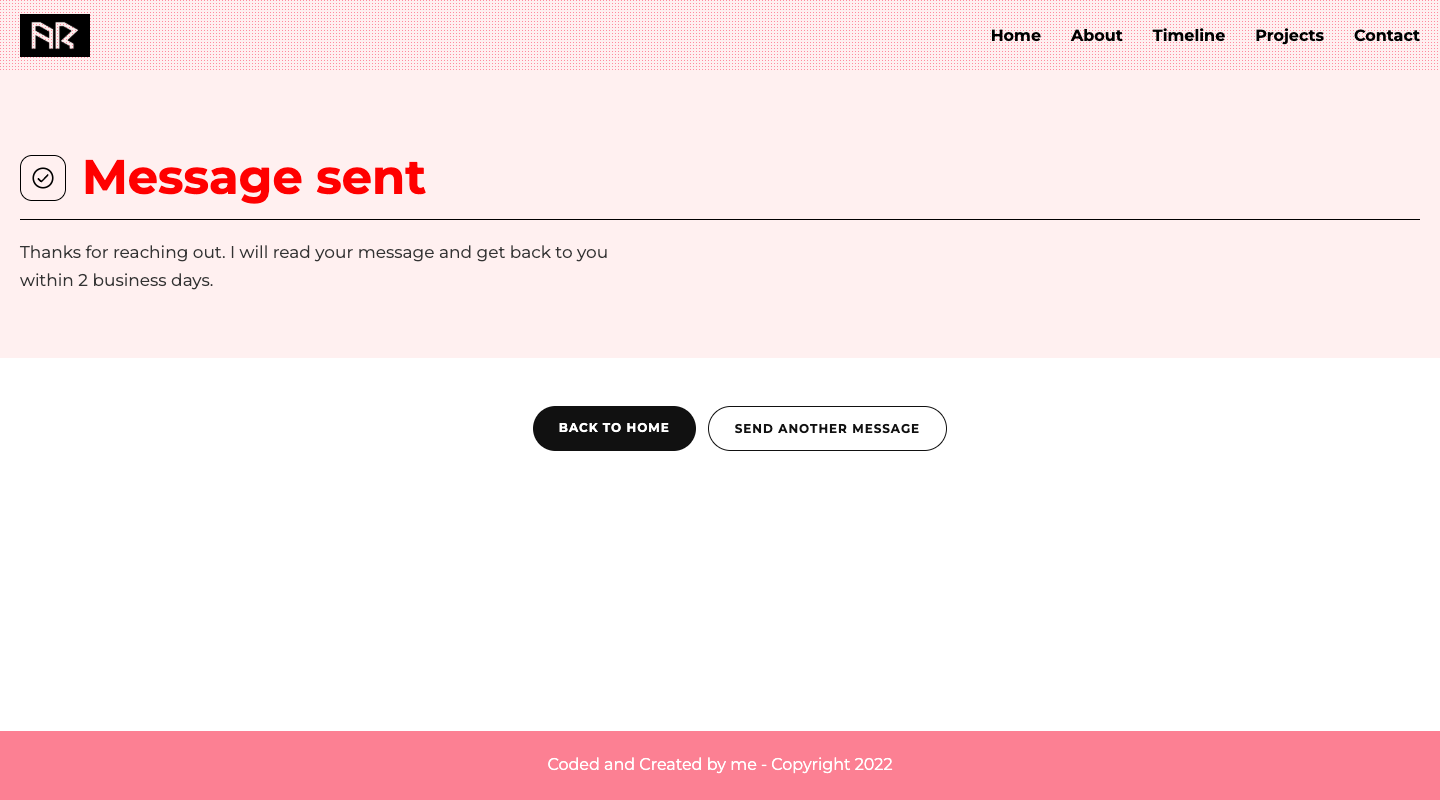 AR
Home About Timeline Projects Contact
Message sent
Thanks for reaching out. I will read your message and get back to you
within 2 business days.
BACK TO HOME SEND ANOTHER MESSAGE
Coded and Created by me - Copyright 2022